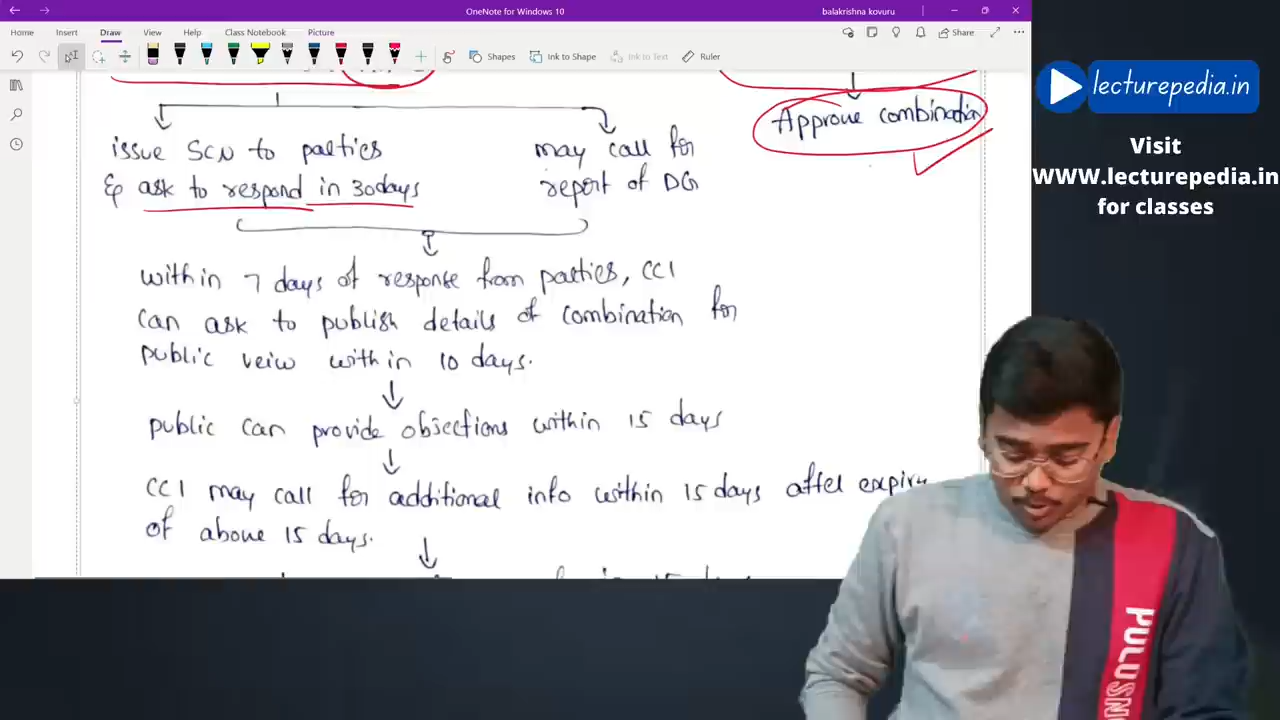 OneNote for Windows 10
balakrishna kovuru
Home Insert Draw View Help Class Notebook Picture
Share
Shapes
Ink to Shape
Ink to Text
Ruler
lecturepedia.in
Visit
WWW.lecturepedia.in
for classes
Approve combination
issue SCN to parties
& ask to respond in 30days
may call for
report of DG
within 7 days of response from parties, CCI
can ask to publish details of combination for
public veiw within 10 days.
public can provide objections within 15 days
CCI may call for additional info within 15 days after expiry
of above 15 days.
PULUSN